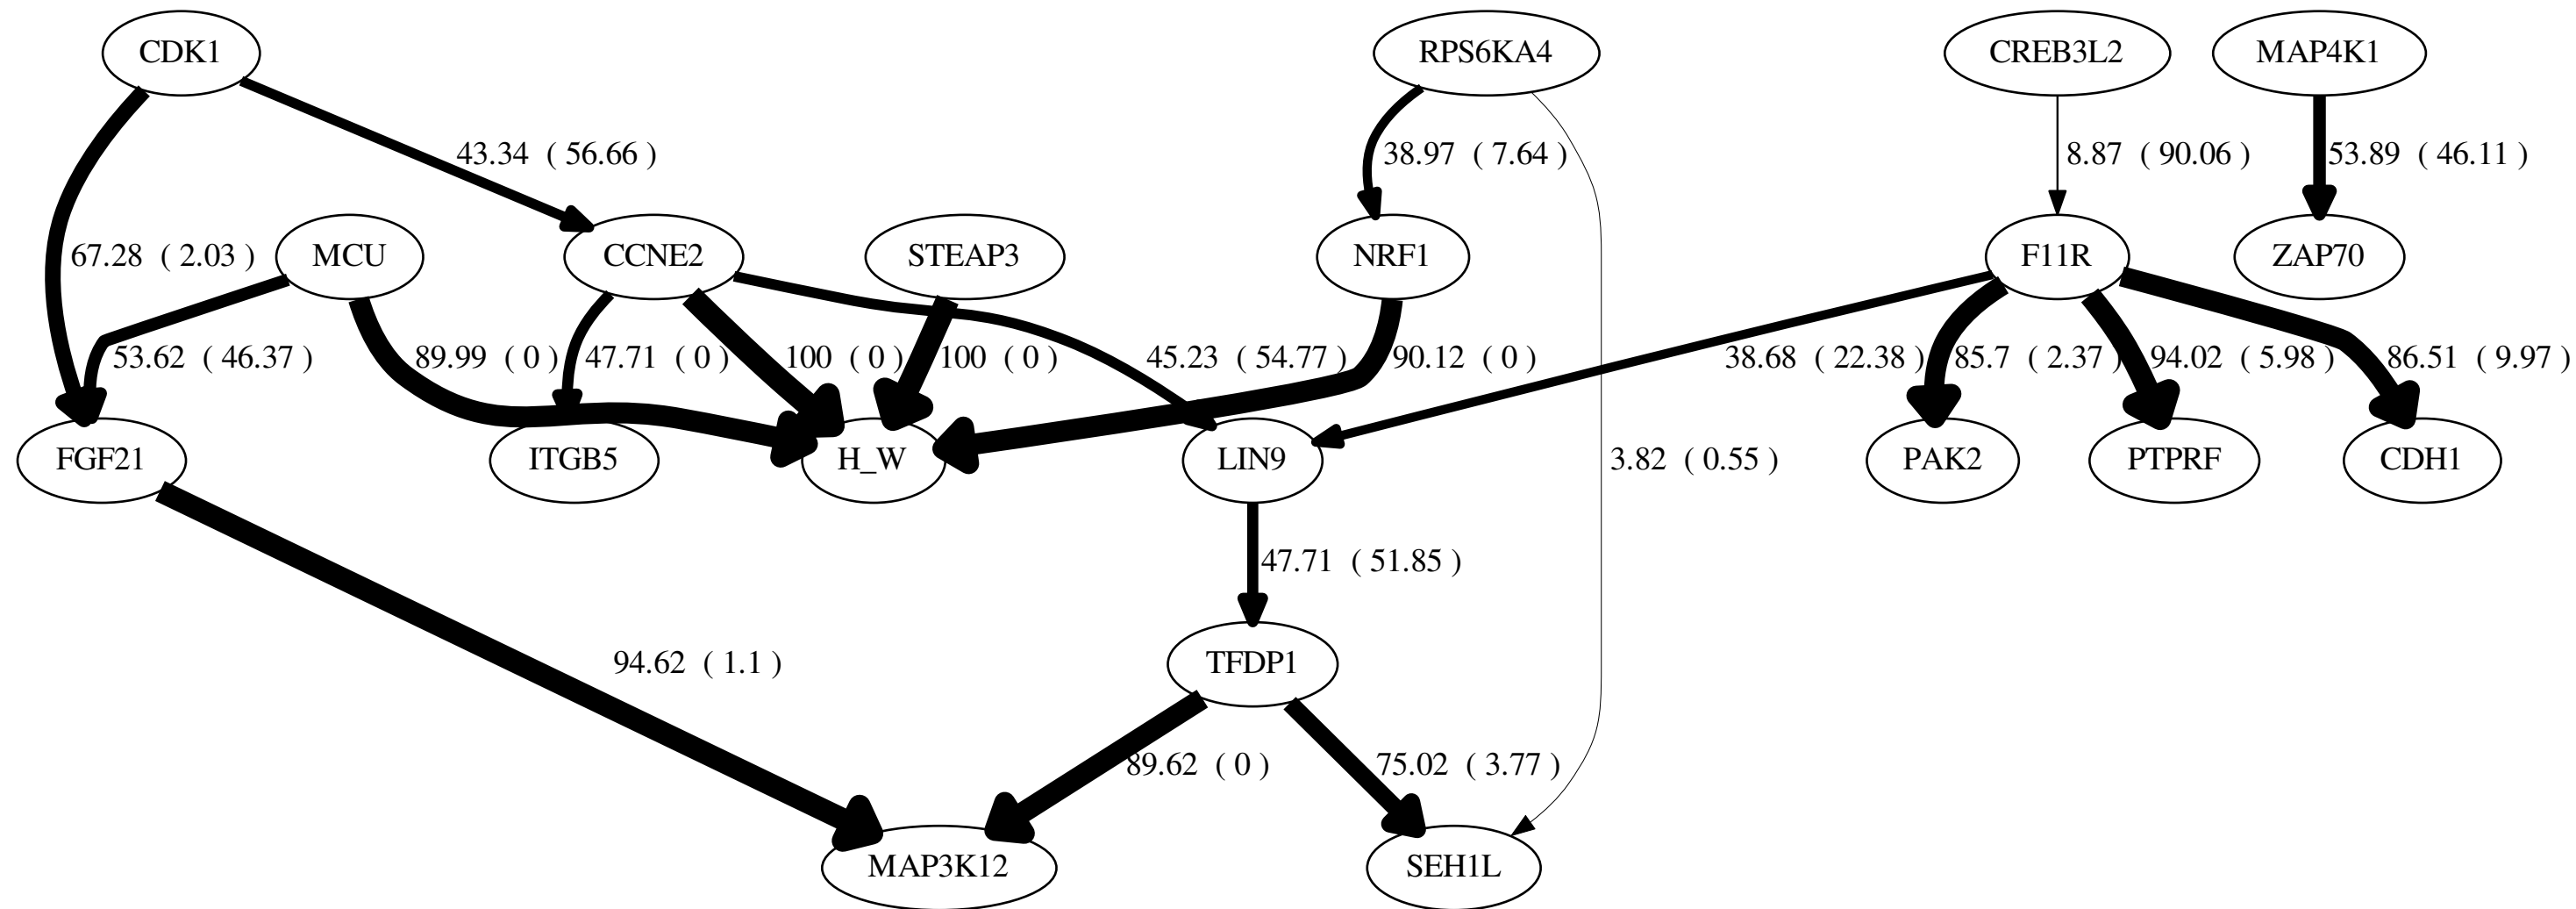 CDK1
RPS6KA4
CREB3L2
MAP4K1
43.34 ( 56.66 )
38.97 ( 7.64 )
8.87 ( 90.06 )
53.89 ( 46.11 )
67.28 ( 2.03 )
MCU
CCNE2
STEAP3
NRF1
F11R
ZAP70
53.62 ( 46.37 )
89.99 ( 0 )
47.71 ( 0 )
100 ( 0 )
100 ( 0 )
45.23 ( 54.77 )
90.12 ( 0 )
38.68 ( 22.38 )
85.7 ( 2.37 )
94.02 ( 5.98 )
86.51 ( 9.97 )
FGF21
ITGB5
H_W
LIN9
3.82 ( 0.55 )
PAK2
PTPRF
CDH1
47.71 ( 51.85 )
94.62 ( 1.1 )
TFDP1
89.62 ( 0 )
75.02 ( 3.77 )
MAP3K12
SEH1L